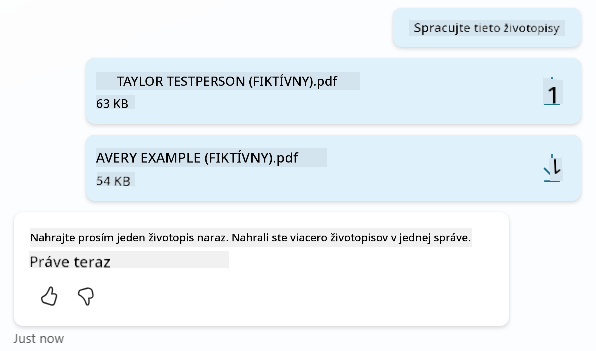 Spracujte tieto životopisy
TAYLOR TESTPERSON (FIKTÍVNY).pdf
63 KB
1
AVERY EXAMPLE (FIKTÍVNY).pdf
54 KB
Nahrajte prosím jeden životopis naraz. Nahrali ste viacero životopisov v jednej správe.
Práve teraz
Just now